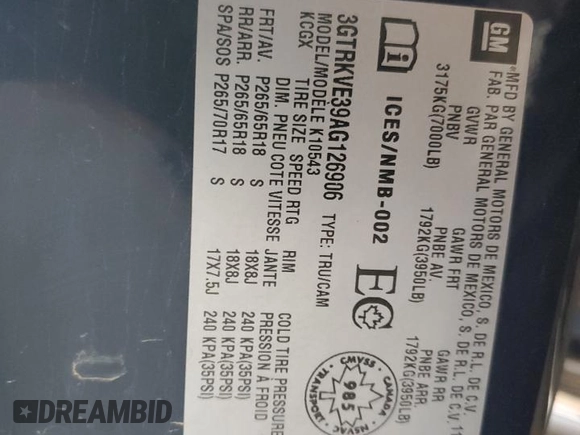 GM
MFD BY GENERAL MOTORS DE MEXICO, S. DE R.L. DE C.V.
FAB. PAR GENERAL MOTORS DE MEXICO, S. DE R.L. DE C.V.
GVWR GAWR FRT GAWR RR
PNBV PNBE AV. PNBE ARR.
3175KG(7000LB) 1792KG(3950LB) 1792KG(3950LB)
ICES/NMB-002 EC CMVSS CANADA NSVAC TRANSPORT 985
3GTRKVE39AG126906 TYPE: TRU/CAM
MODEL/MODELE K10543
KCGX TIRE SIZE SPEED RTG RIM COLD TIRE PRESSURE
DIM. PNEU COTE VITESSE JANTE PRESSION A FROID
FRT/AV. P265/65R18 S 18X8J 240 KPA(35PSI)
RR/ARR. P265/65R18 S 18X8J 240 KPA(35PSI)
SPA/SOS P265/70R17 S 17X7.5J 240 KPA(35PSI)
DREAMBID